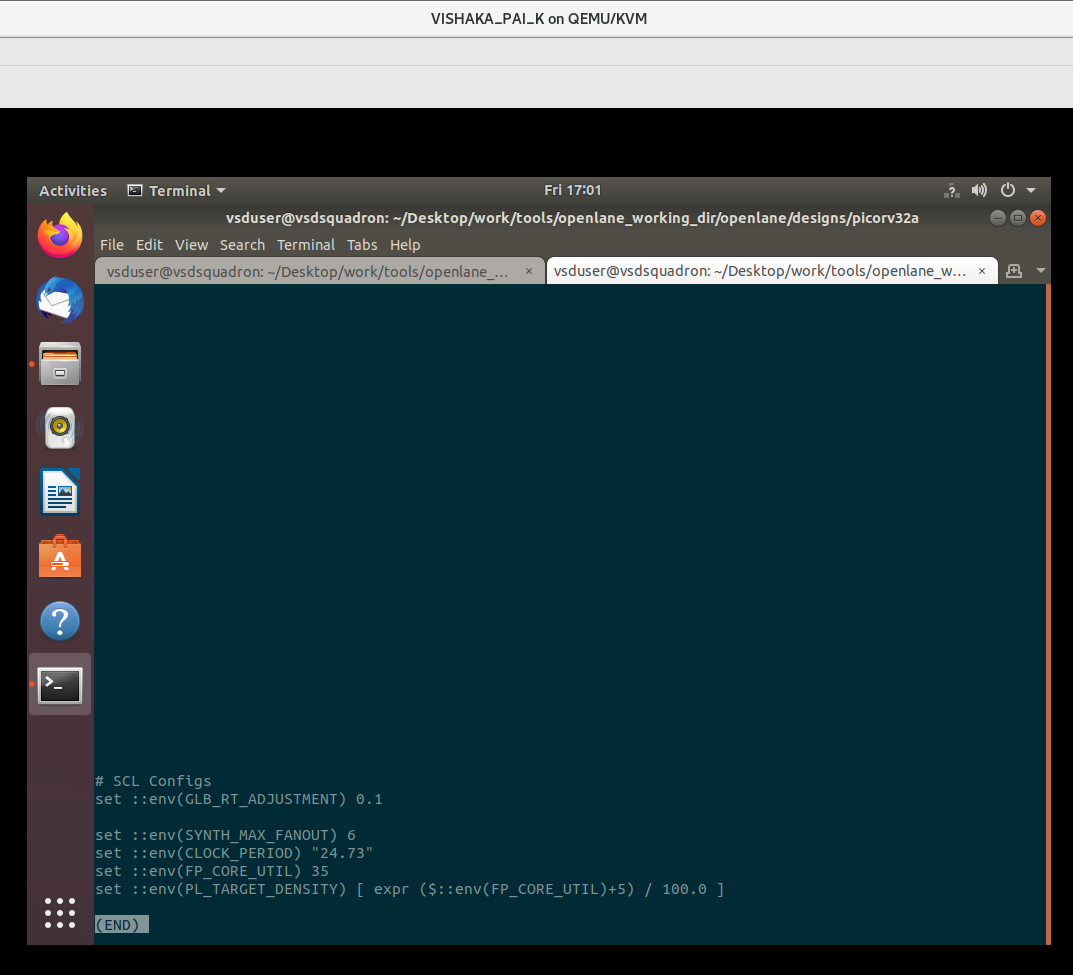 VISHAKA_PAI_K on QEMU/KVM
Activities Terminal Fri 17:01
vsduser@vsdsquadron: ~/Desktop/work/tools/openlane_working_dir/openlane/designs/picorv32a
File Edit View Search Terminal Tabs Help
vsduser@vsdsquadron: ~/Desktop/work/tools/openlane_... × vsduser@vsdsquadron: ~/Desktop/work/tools/openlane_w... ×
# SCL Configs
set ::env(GLB_RT_ADJUSTMENT) 0.1
set ::env(SYNTH_MAX_FANOUT) 6
set ::env(CLOCK_PERIOD) "24.73"
set ::env(FP_CORE_UTIL) 35
set ::env(PL_TARGET_DENSITY) [ expr ($::env(FP_CORE_UTIL)+5) / 100.0 ]
(END)